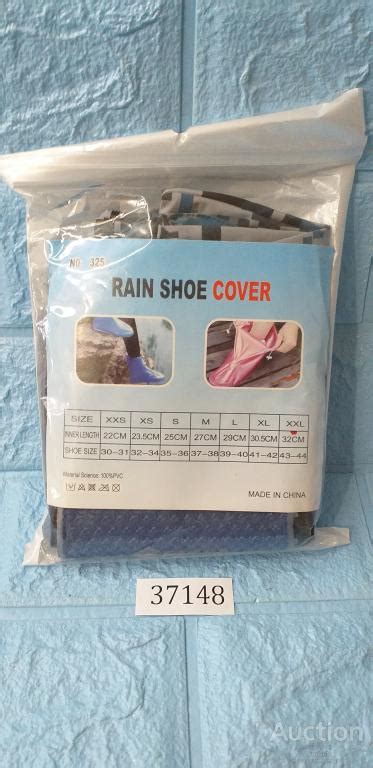 NO 325
RAIN SHOE COVER
SIZE XXS XS S M L XL XXL
INNER LENGTH 22CM 23.5CM 25CM 27CM 29CM 30.5CM 32CM
SHOE SIZE 30-31 32-34 35-36 37-38 39-40 41-42 43-44
Material Science: 100%PVC
MADE IN CHINA
37148
Auction